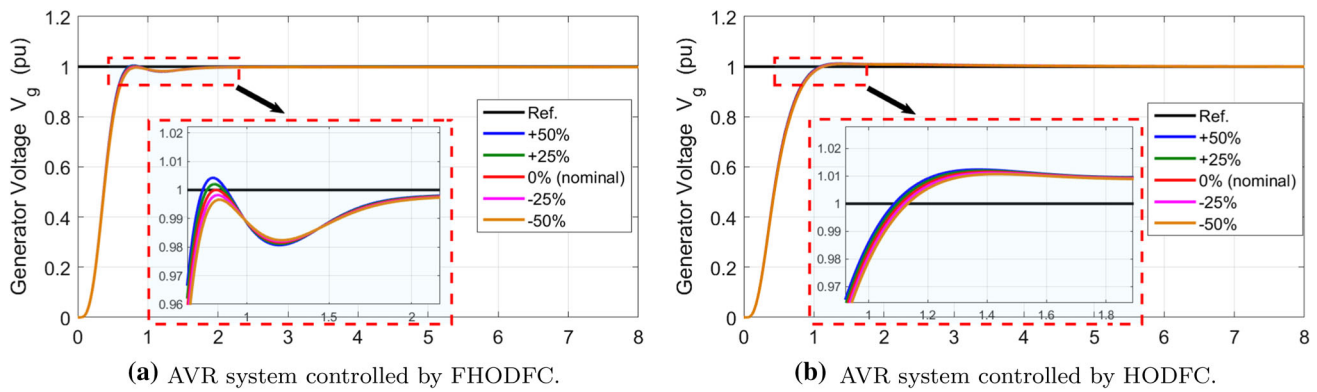 Generator Voltage V_g (pu)
1.2
1
0.8
0.6
0.4
0.2
0
0 1 2 3 4 5 6 7 8
Ref.
+50%
+25%
0% (nominal)
-25%
-50%
1.02
1.01
1
0.99
0.98
0.97
0.96
1 1.5 2
(a) AVR system controlled by FHODFC.
Generator Voltage V_g (pu)
1.2
1
0.8
0.6
0.4
0.2
0
0 1 2 3 4 5 6 7 8
Ref.
+50%
+25%
0% (nominal)
-25%
-50%
1.02
1.01
1
0.99
0.98
0.97
1 1.2 1.4 1.6 1.8
(b) AVR system controlled by HODFC.